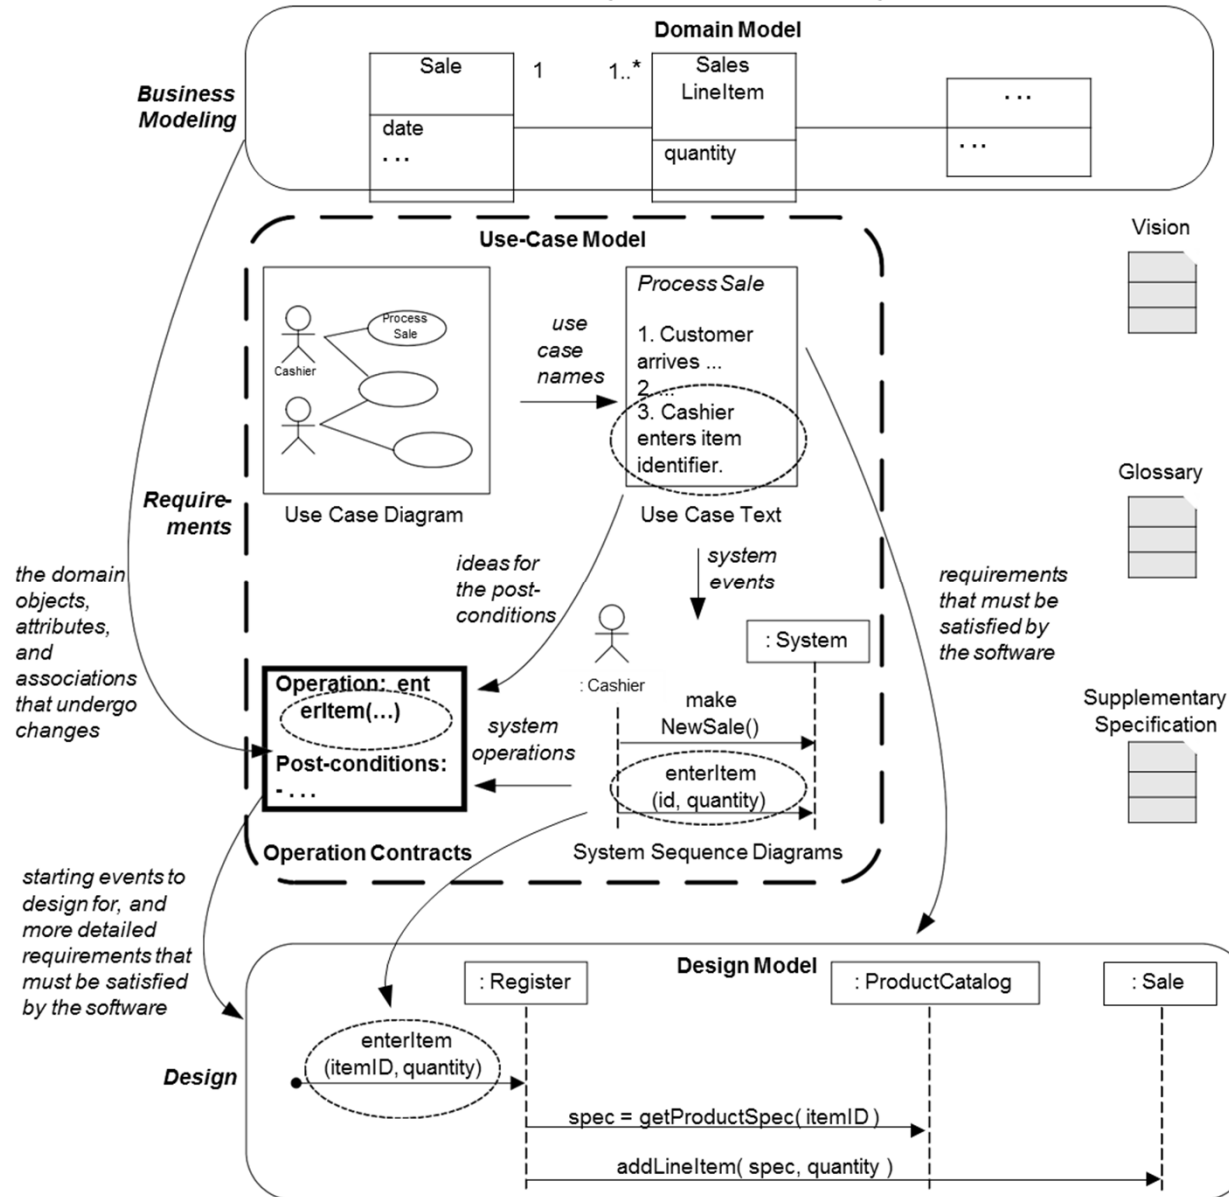 Domain Model
Business
Modeling
Sale
1
1..*
Sales
LineItem
. . .
date
. . .
quantity
. . .
Use-Case Model
Vision
Process
Sale
Cashier
use
case
names
Process Sale
1. Customer
arrives ...
2. ...
3. Cashier
enters item
identifier.
Use Case Diagram
Use Case Text
Require-
ments
Glossary
the domain
objects,
attributes,
and
associations
that undergo
changes
ideas for
the post-
conditions
system
events
requirements
that must be
satisfied by
the software
: Cashier
: System
Operation: ent
erItem(…)
Post-conditions:
- . . .
system
operations
make
NewSale()
enterItem
(id, quantity)
Supplementary
Specification
Operation Contracts
System Sequence Diagrams
starting events to
design for, and
more detailed
requirements that
must be satisfied
by the software
Design Model
: Register
: ProductCatalog
: Sale
Design
enterItem
(itemID, quantity)
spec = getProductSpec( itemID )
addLineItem( spec, quantity )